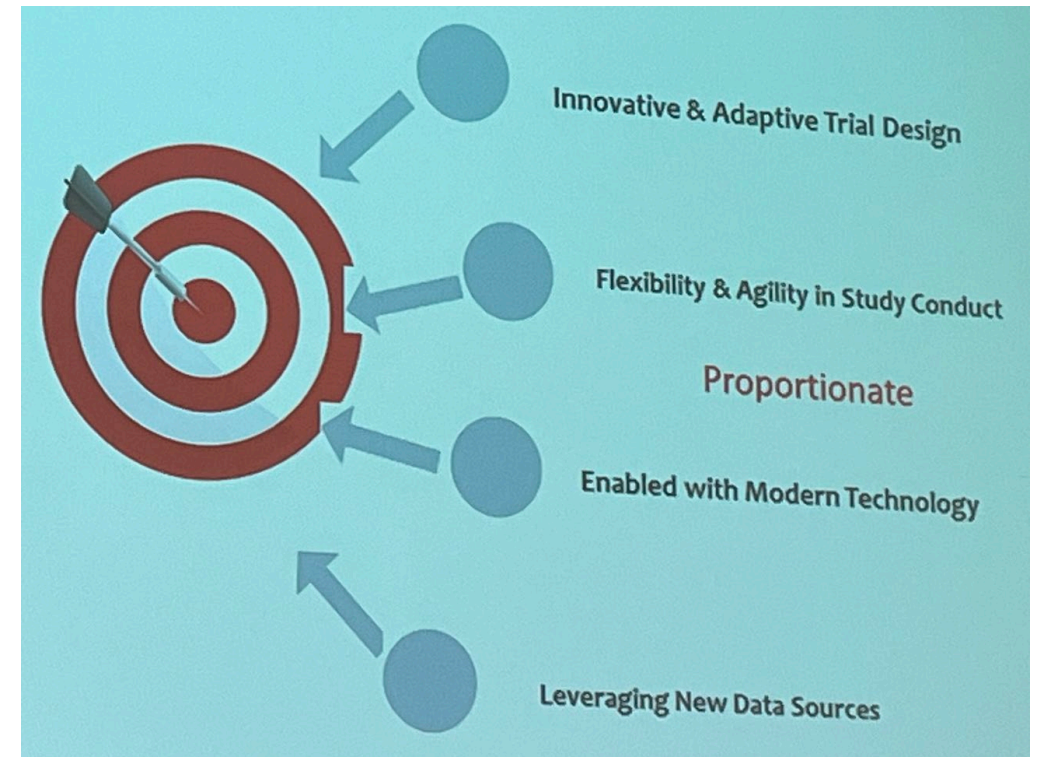 Innovative & Adaptive Trial Design
Flexibility & Agility in Study Conduct
Proportionate
Enabled with Modern Technology
Leveraging New Data Sources